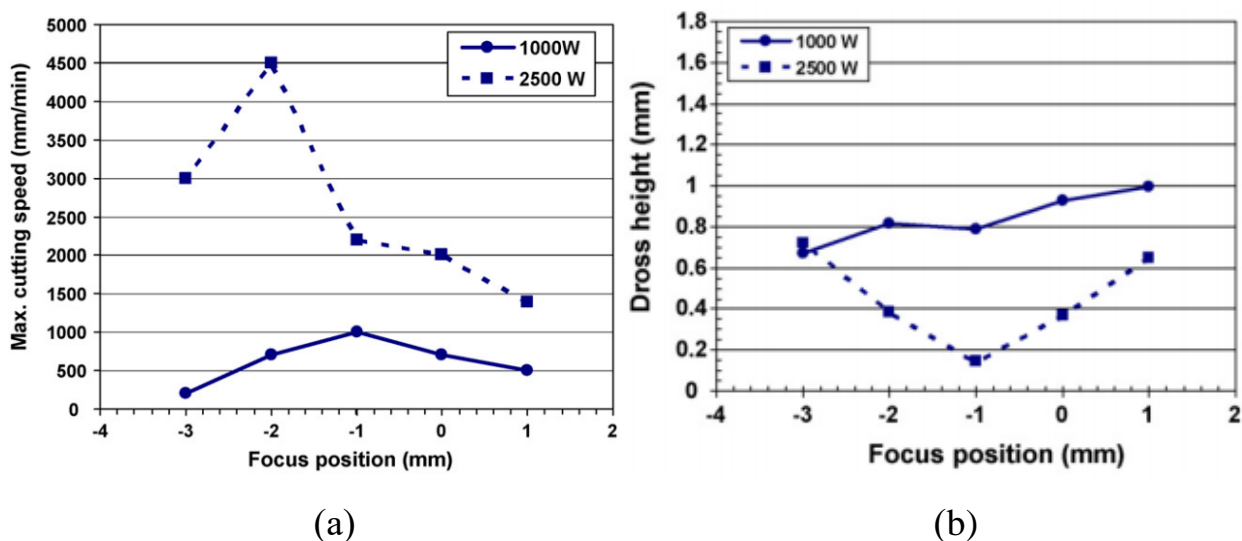 Max. cutting speed (mm/min)
5000
4500
4000
3500
3000
2500
2000
1500
1000
500
0
1000W
2500 W
-4 -3 -2 -1 0 1 2
Focus position (mm)
(a)
Dross height (mm)
1.8
1.6
1.4
1.2
1
0.8
0.6
0.4
0.2
0
1000 W
2500 W
-4 -3 -2 -1 0 1 2
Focus position (mm)
(b)